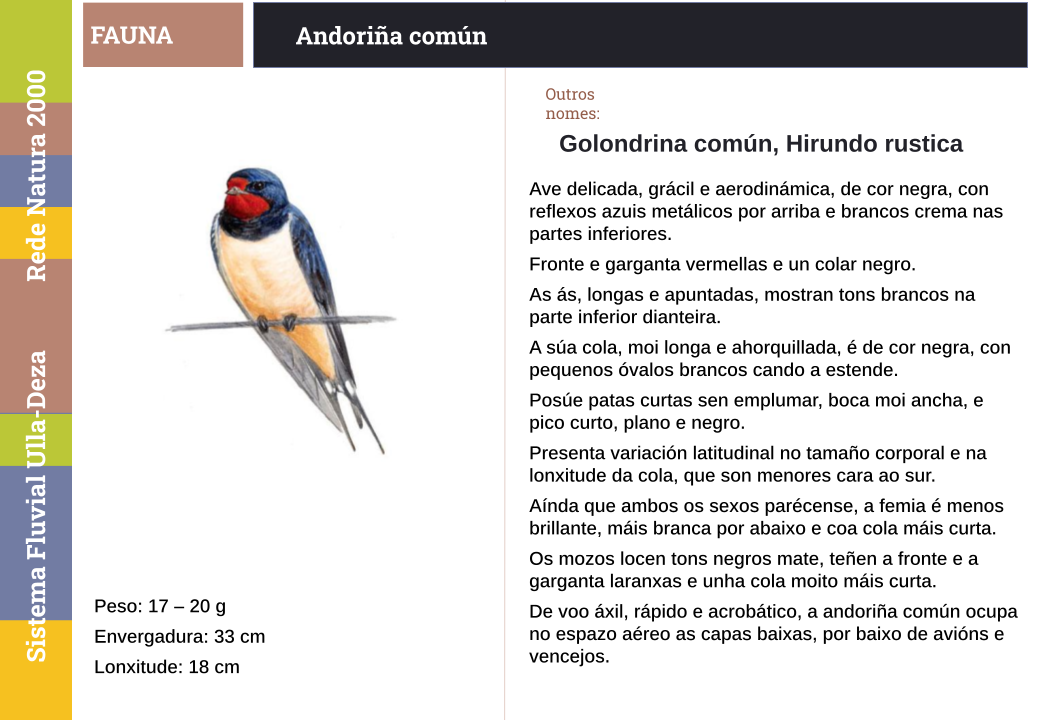 FAUNA
Andoriña común
Rede Natura 2000
Sistema Fluvial Ulla-Deza
Peso: 17 – 20 g
Envergadura: 33 cm
Lonxitude: 18 cm
Outros
nomes:
Golondrina común, Hirundo rustica
Ave delicada, grácil e aerodinámica, de cor negra, con
reflexos azuis metálicos por arriba e brancos crema nas
partes inferiores.
Fronte e garganta vermellas e un colar negro.
As ás, longas e apuntadas, mostran tons brancos na
parte inferior dianteira.
A súa cola, moi longa e ahorquillada, é de cor negra, con
pequenos óvalos brancos cando a estende.
Posúe patas curtas sen emplumar, boca moi ancha, e
pico curto, plano e negro.
Presenta variación latitudinal no tamaño corporal e na
lonxitude da cola, que son menores cara ao sur.
Aínda que ambos os sexos parécense, a femia é menos
brillante, máis branca por abaixo e coa cola máis curta.
Os mozos locen tons negros mate, teñen a fronte e a
garganta laranxas e unha cola moito máis curta.
De voo áxil, rápido e acrobático, a andoriña común ocupa
no espazo aéreo as capas baixas, por baixo de avións e
vencejos.